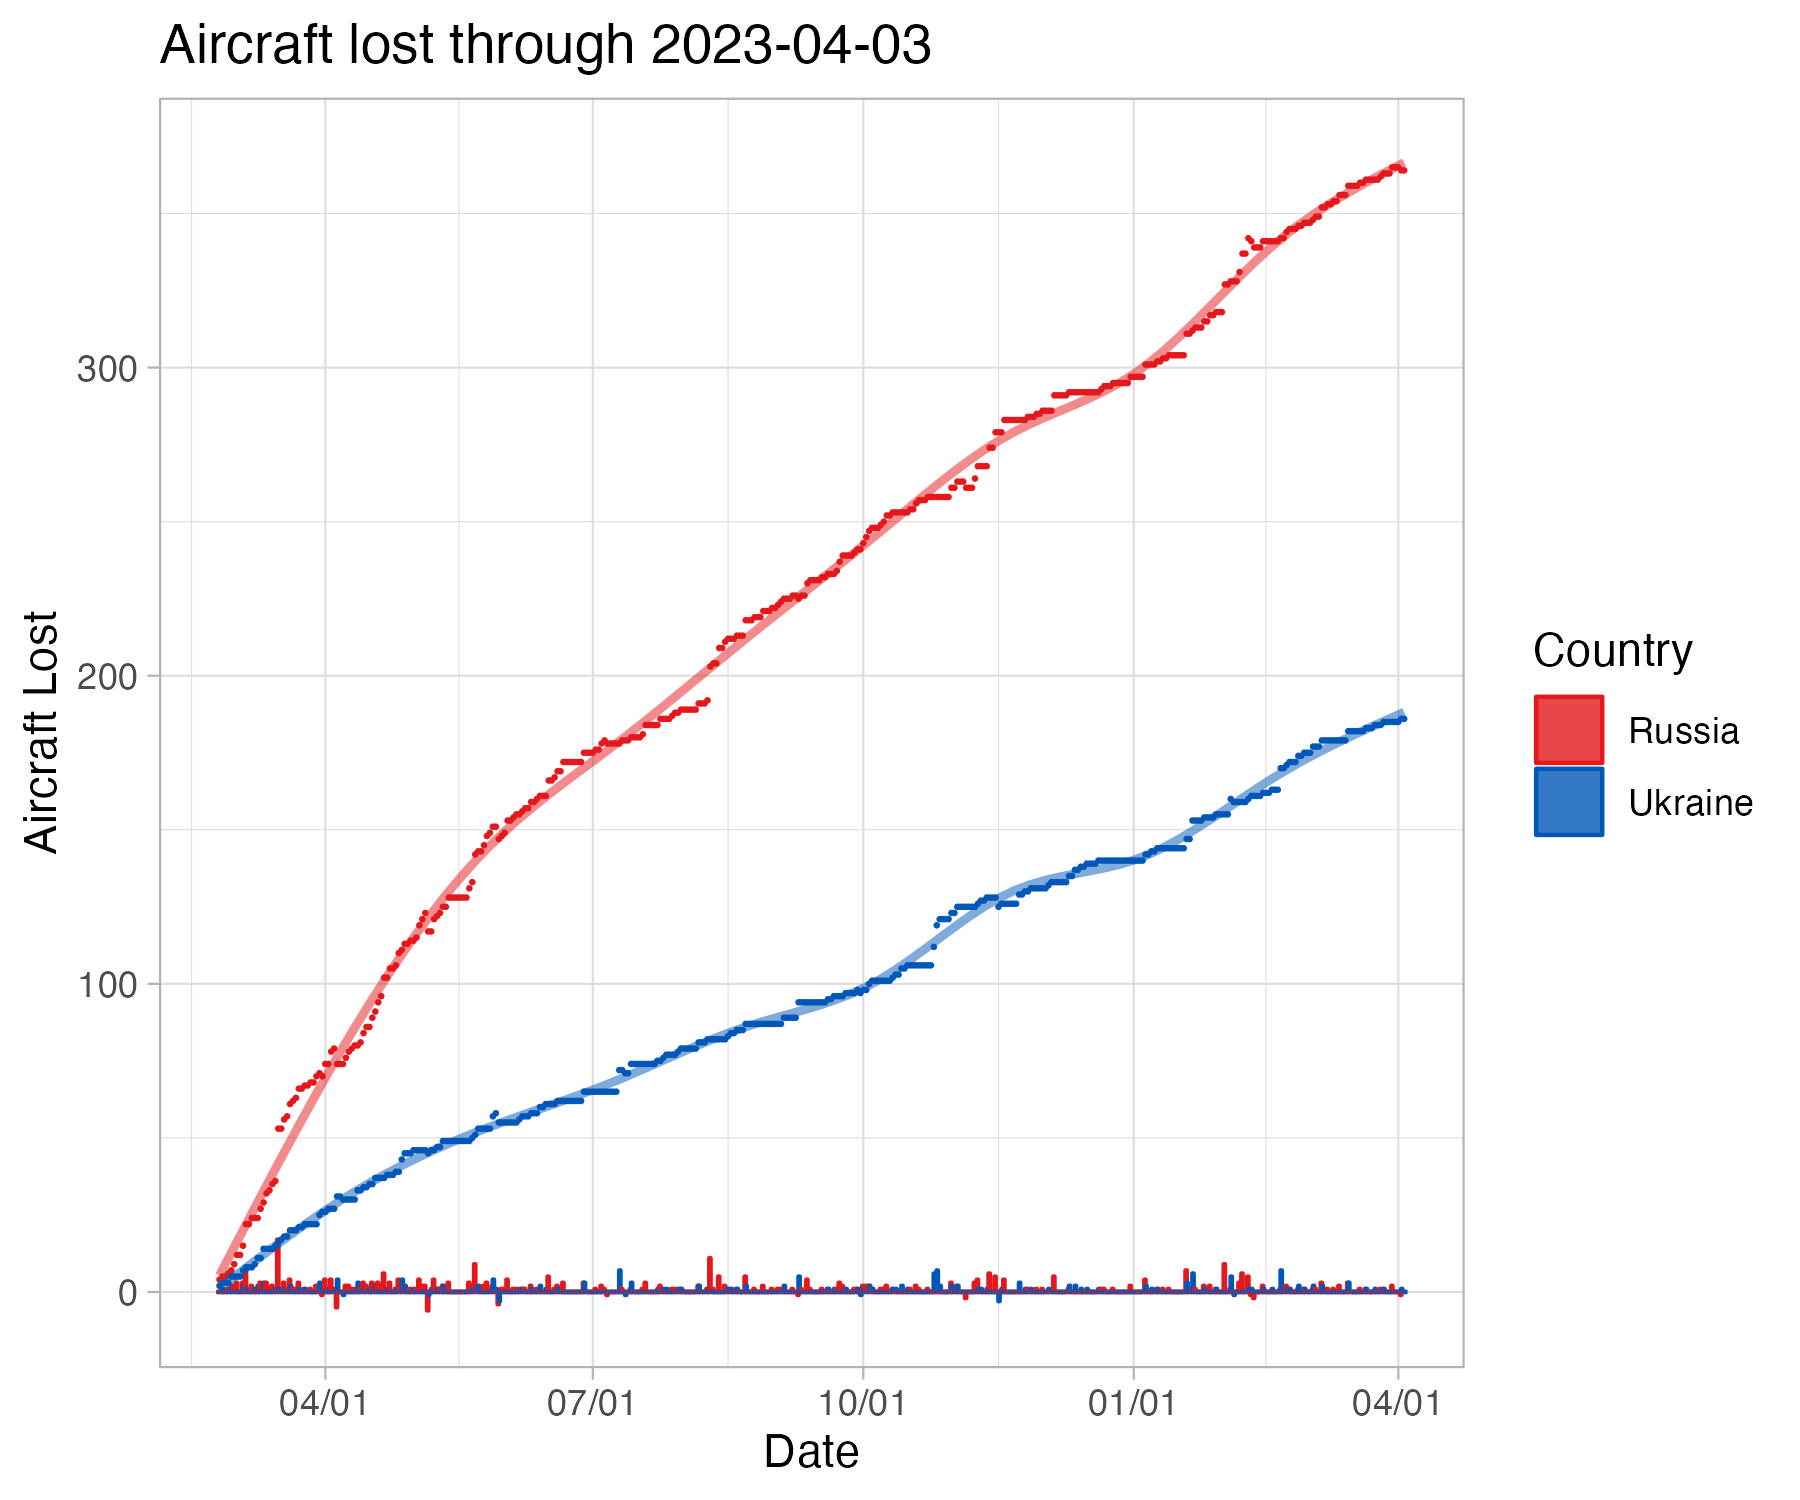 Aircraft lost through 2023-04-03
Aircraft Lost
300
200
100
0
04/01
07/01
10/01
01/01
04/01
Date
Country
Russia
Ukraine